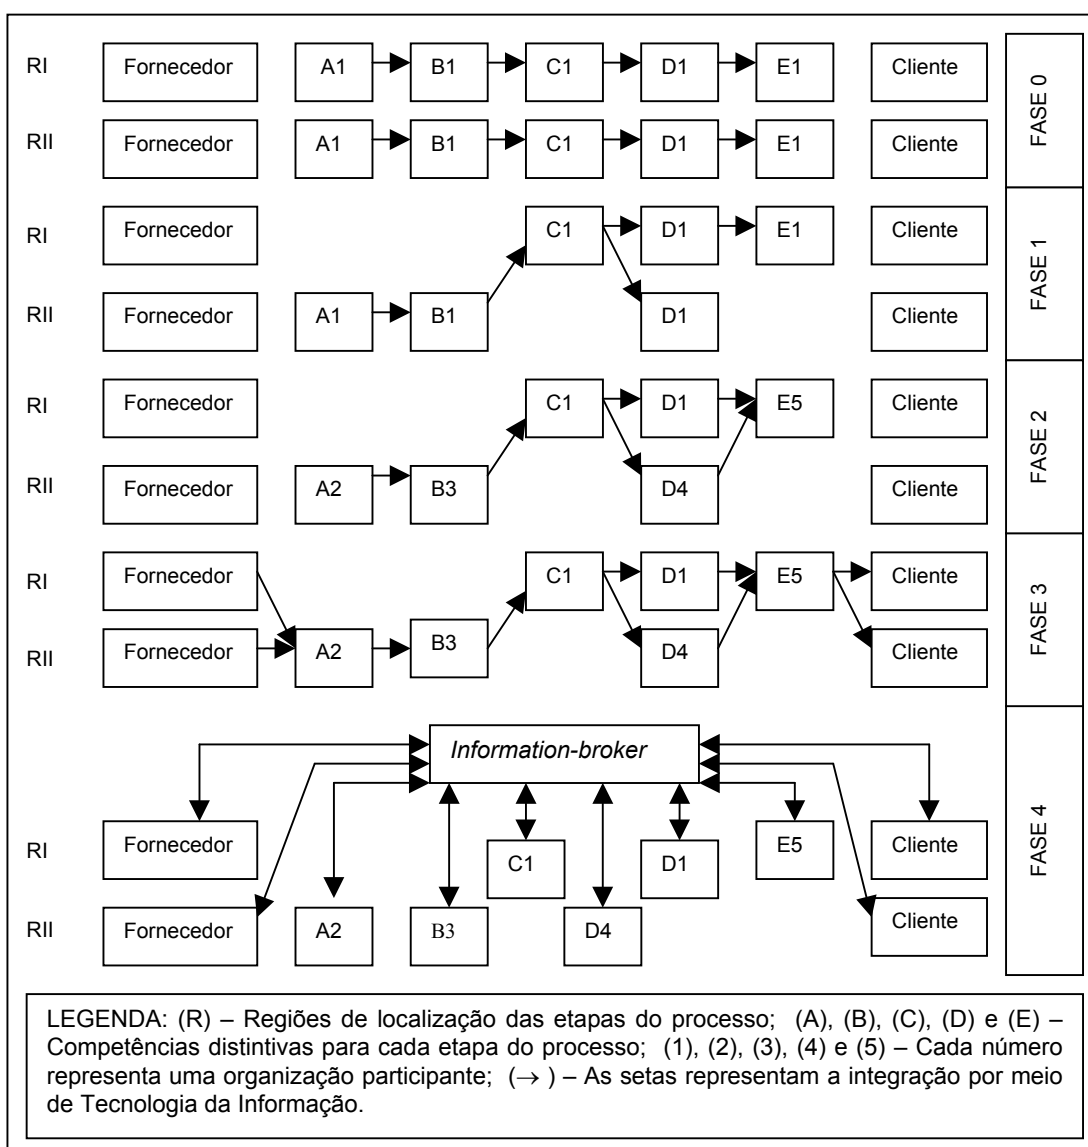 RI Fornecedor A1 B1 C1 D1 E1 Cliente
RII Fornecedor A1 B1 C1 D1 E1 Cliente
FASE 0
RI Fornecedor C1 D1 E1 Cliente
RII Fornecedor A1 B1 D1 Cliente
FASE 1
RI Fornecedor C1 D1 E5 Cliente
RII Fornecedor A2 B3 D4 Cliente
FASE 2
RI Fornecedor C1 D1 E5 Cliente
RII Fornecedor A2 B3 D4 Cliente
FASE 3
Information-broker
RI Fornecedor C1 D1 E5 Cliente
RII Fornecedor A2 B3 D4 Cliente
FASE 4
LEGENDA: (R) – Regiões de localização das etapas do processo; (A), (B), (C), (D) e (E) –
Competências distintivas para cada etapa do processo; (1), (2), (3), (4) e (5) – Cada número
representa uma organização participante; (→ ) – As setas representam a integração por meio
de Tecnologia da Informação.